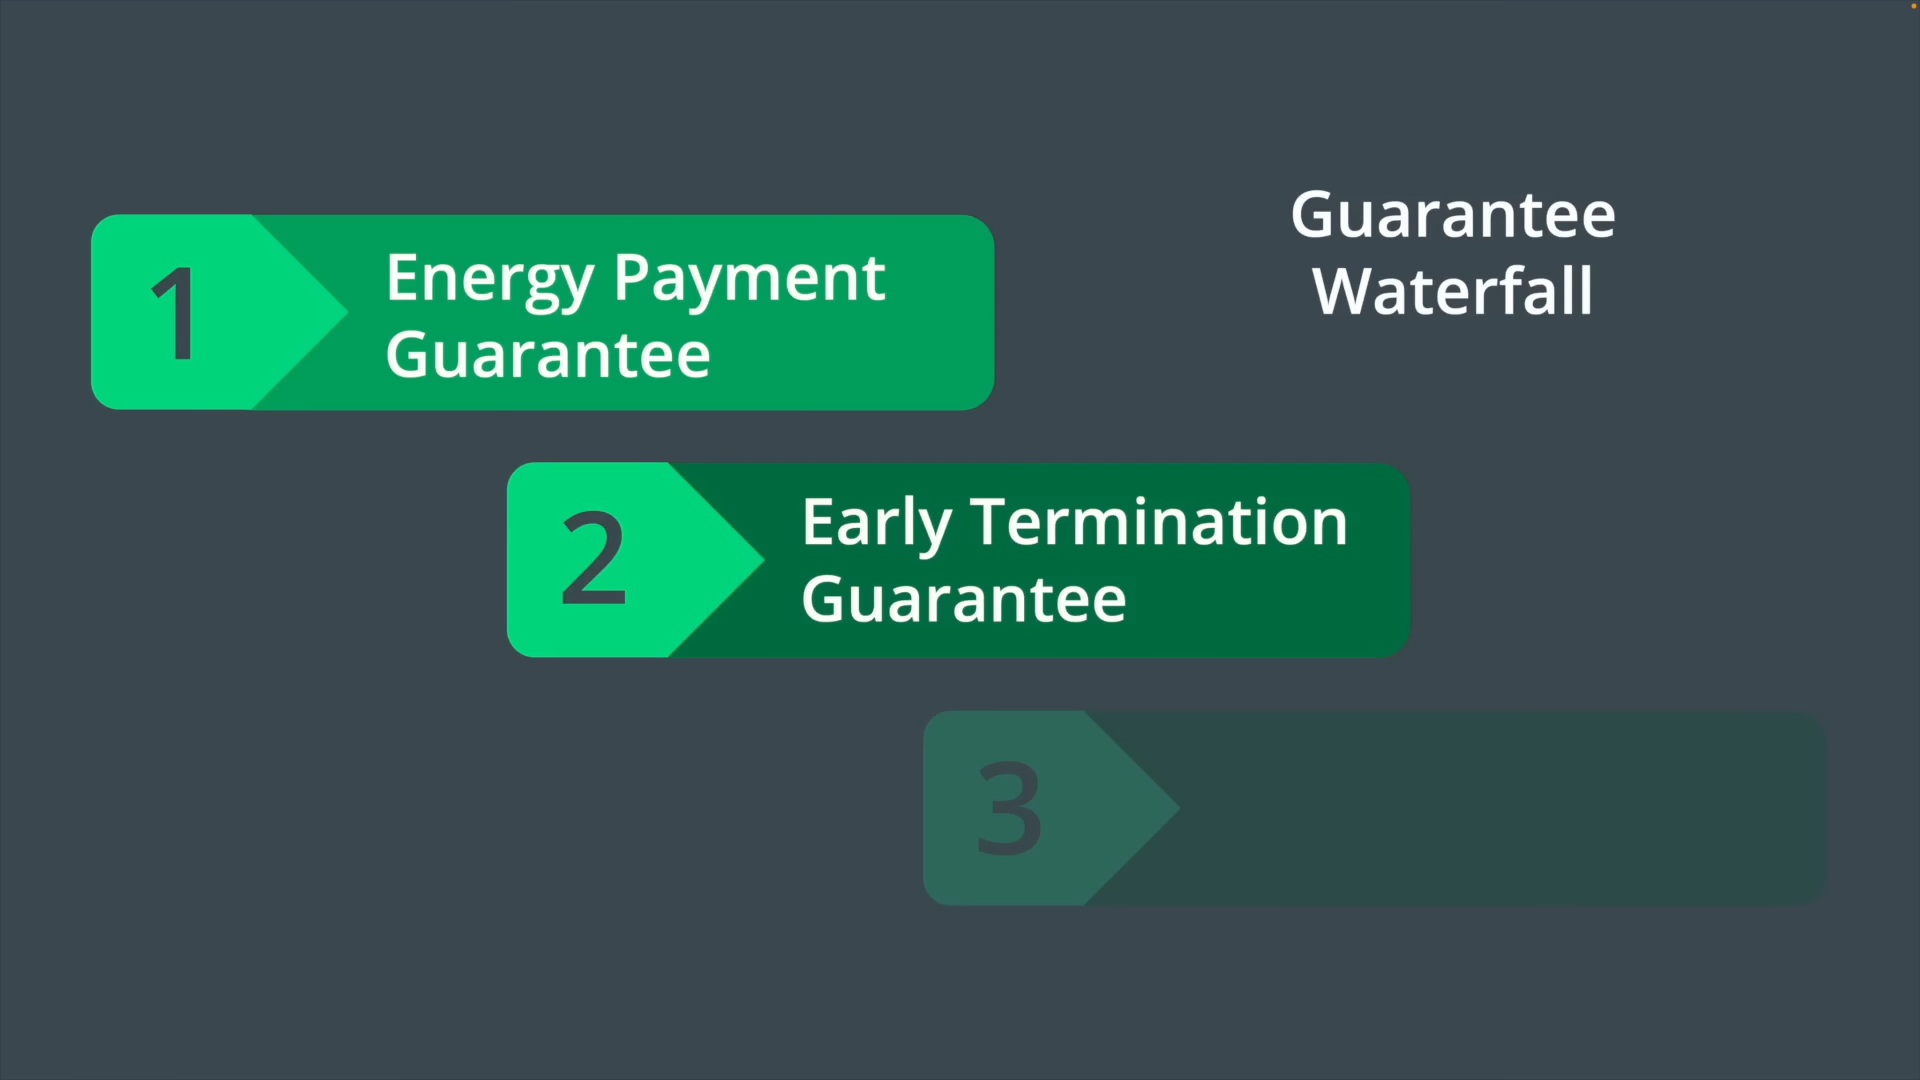 Guarantee
Waterfall
1
Energy Payment
Guarantee
2
Early Termination
Guarantee
3